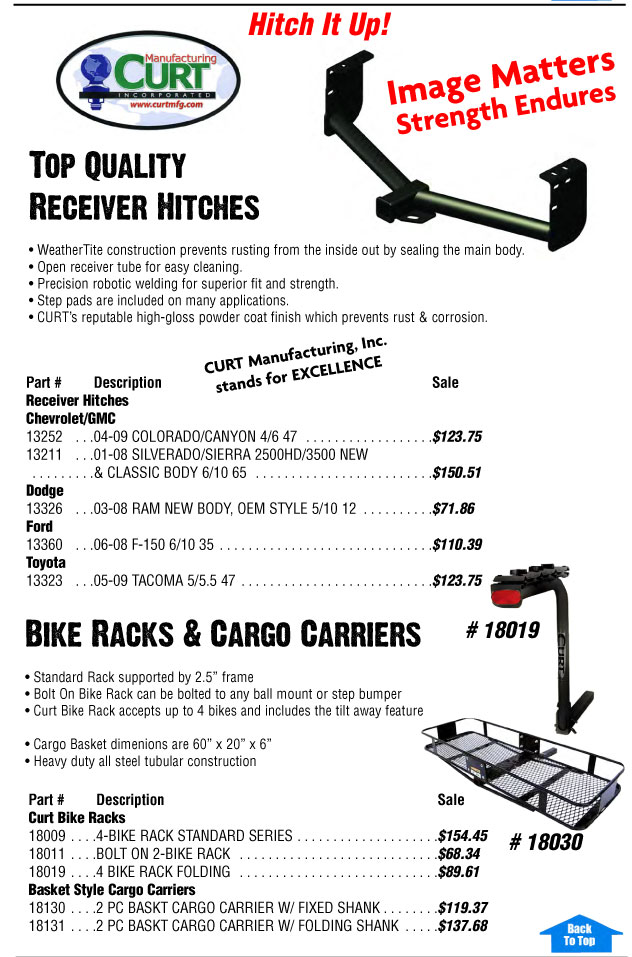 Hitch It Up!
Manufacturing
CURT
INCORPORATED
www.curtmfg.com
Image Matters
Strength Endures
TOP QUALITY
RECEIVER HITCHES
• WeatherTite construction prevents rusting from the inside out by sealing the main body.
• Open receiver tube for easy cleaning.
• Precision robotic welding for superior fit and strength.
• Step pads are included on many applications.
• CURT's reputable high-gloss powder coat finish which prevents rust & corrosion.
CURT Manufacturing, Inc.
stands for EXCELLENCE
Part # Description Sale
Receiver Hitches
Chevrolet/GMC
13252 . . .04-09 COLORADO/CANYON 4/6 47 . . . . . . . . . . . . . . . . . .$123.75
13211 . . .01-08 SILVERADO/SIERRA 2500HD/3500 NEW
. . . . . . . . .& CLASSIC BODY 6/10 65 . . . . . . . . . . . . . . . . . . . . . . . . .$150.51
Dodge
13326 . . .03-08 RAM NEW BODY, OEM STYLE 5/10 12 . . . . . . . . . .$71.86
Ford
13360 . . .06-08 F-150 6/10 35 . . . . . . . . . . . . . . . . . . . . . . . . . . . . . .$110.39
Toyota
13323 . . .05-09 TACOMA 5/5.5 47 . . . . . . . . . . . . . . . . . . . . . . . . . . .$123.75
BIKE RACKS & CARGO CARRIERS
# 18019
CURT
• Standard Rack supported by 2.5" frame
• Bolt On Bike Rack can be bolted to any ball mount or step bumper
• Curt Bike Rack accepts up to 4 bikes and includes the tilt away feature
• Cargo Basket dimenions are 60" x 20" x 6"
• Heavy duty all steel tubular construction
Part # Description Sale
Curt Bike Racks
18009 . . . .4-BIKE RACK STANDARD SERIES . . . . . . . . . . . . . . . . . . . .$154.45
# 18030
18011 . . . .BOLT ON 2-BIKE RACK . . . . . . . . . . . . . . . . . . . . . . . . . . . .$68.34
18019 . . . .4 BIKE RACK FOLDING . . . . . . . . . . . . . . . . . . . . . . . . . . .$89.61
Basket Style Cargo Carriers
18130 . . . .2 PC BASKT CARGO CARRIER W/ FIXED SHANK . . . . . . . .$119.37
18131 . . . .2 PC BASKT CARGO CARRIER W/ FOLDING SHANK . . . . .$137.68
Back
To Top